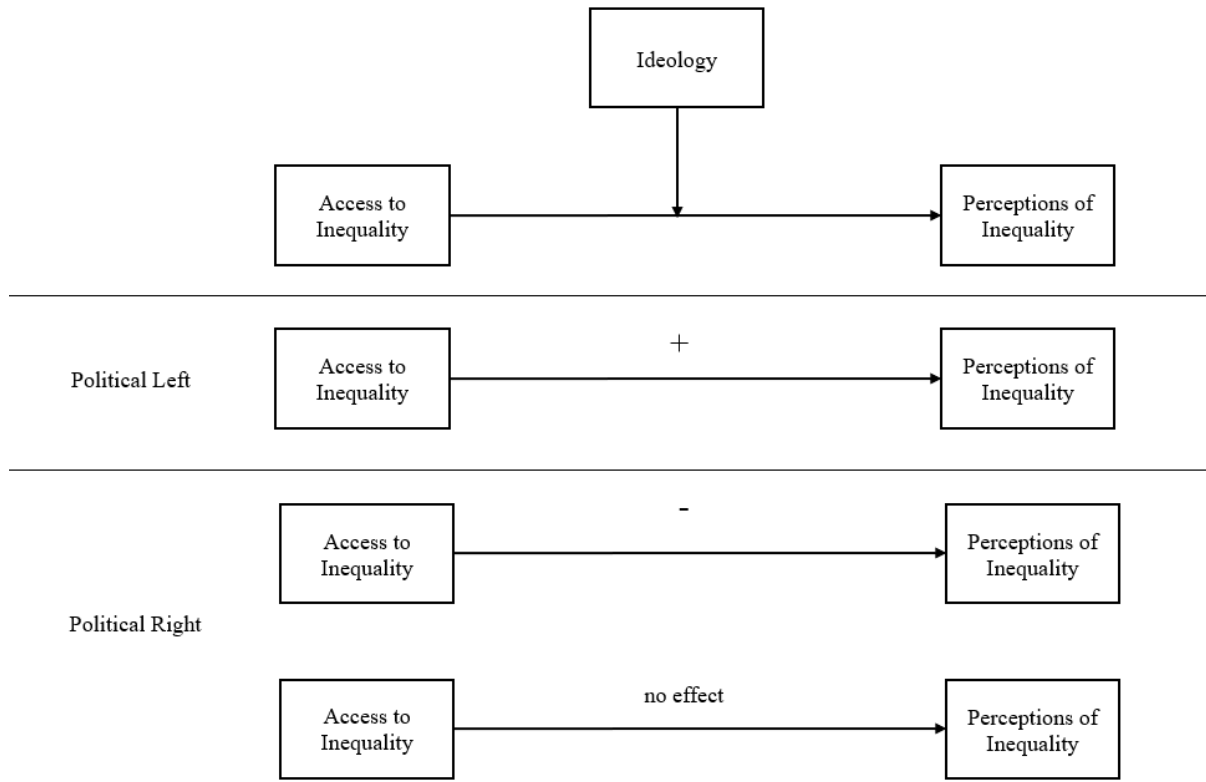 Ideology
Access to
Inequality
Perceptions of
Inequality
Political Left
Access to
Inequality
+
Perceptions of
Inequality
Political Right
Access to
Inequality
-
Perceptions of
Inequality
Access to
Inequality
no effect
Perceptions of
Inequality